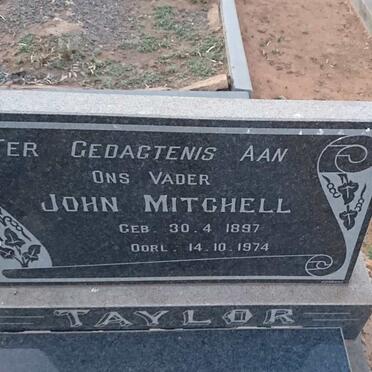 TER GEDAGTENIS AAN
ONS VADER
JOHN MITCHELL
GEB. 30. 4. 1897
OORL. 14. 10. 1974
TAYLOR